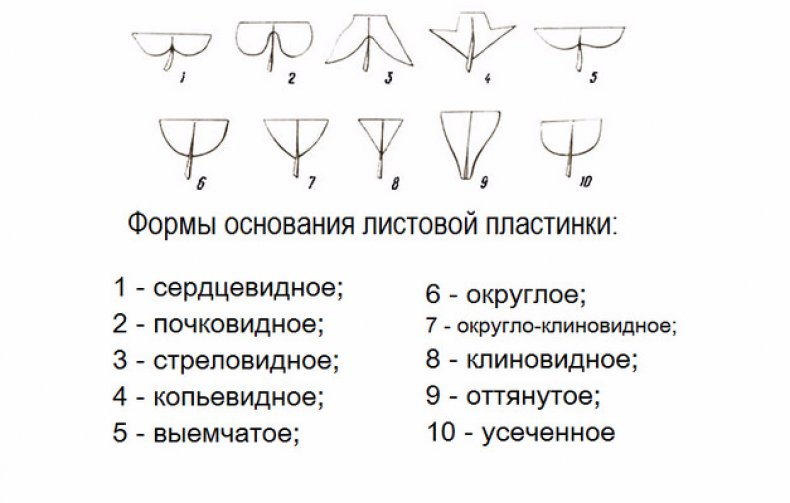 1 2 3 4 5
6 7 8 9 10
Формы основания листовой пластинки:
1 - сердцевидное;
2 - почковидное;
3 - стреловидное;
4 - копьевидное;
5 - выемчатое;
6 - округлое;
7 - округло-клиновидное;
8 - клиновидное;
9 - оттянутое;
10 - усеченное